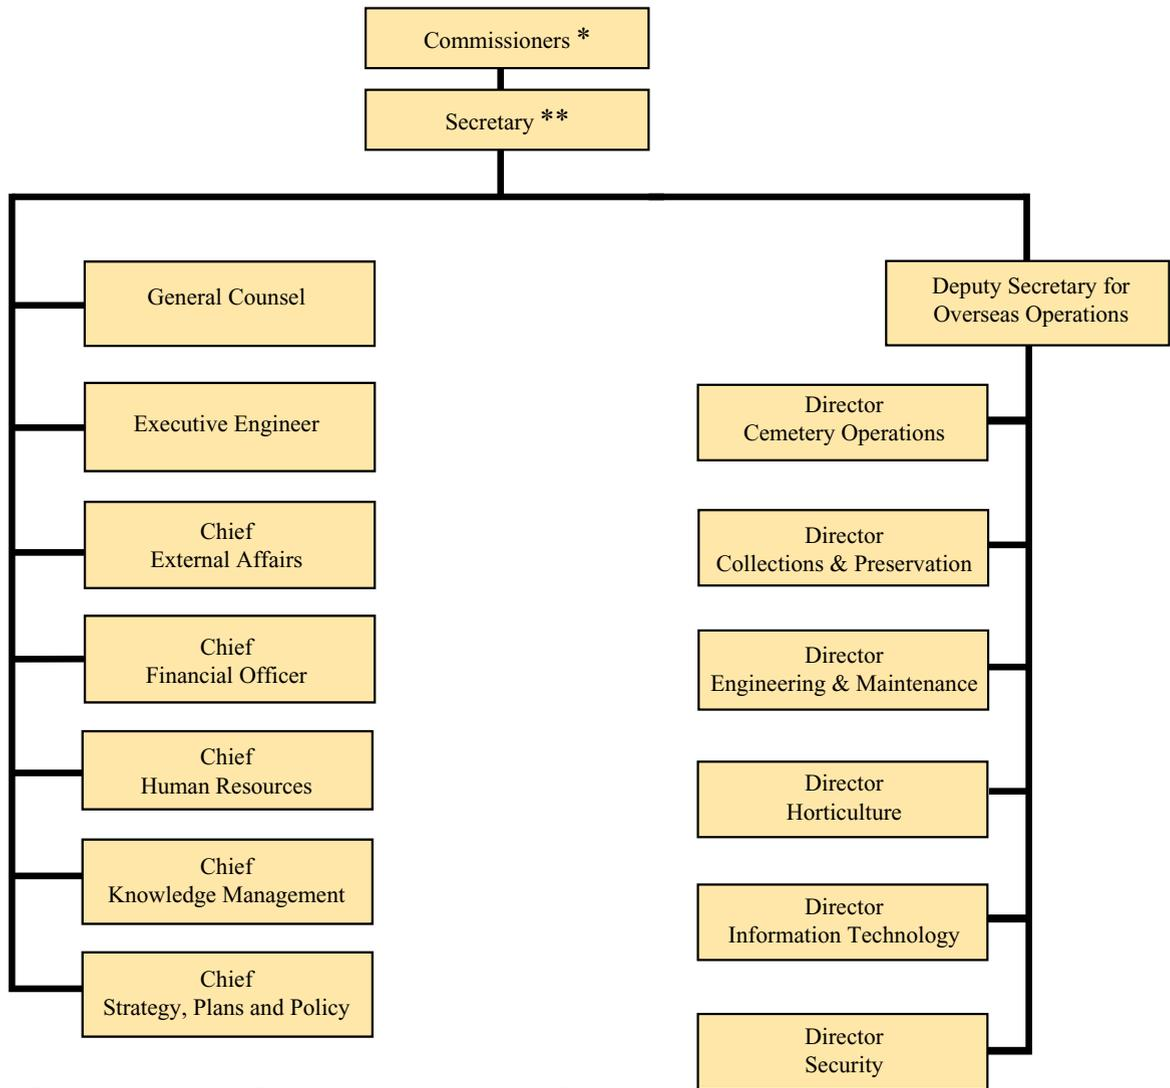 Commissioners *
Secretary **
General Counsel
Executive Engineer
Chief
External Affairs
Chief
Financial Officer
Chief
Human Resources
Chief
Knowledge Management
Chief
Strategy, Plans and Policy
Deputy Secretary for
Overseas Operations
Director
Cemetery Operations
Director
Collections & Preservation
Director
Engineering & Maintenance
Director
Horticulture
Director
Information Technology
Director
Security